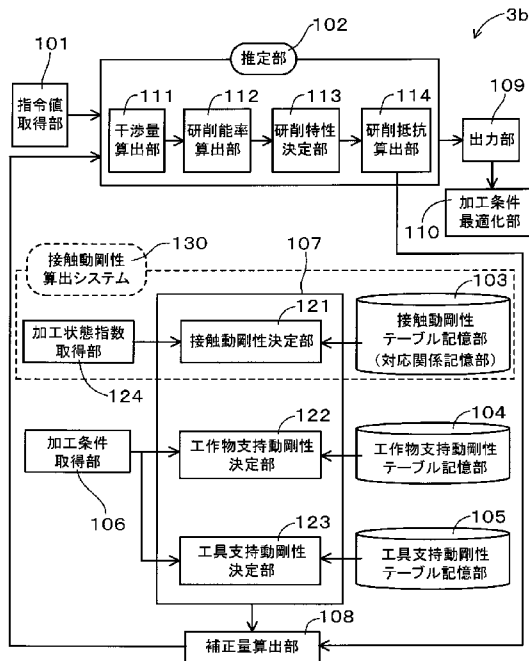 3b
101
指令値
取得部
102
推定部
111
干渉量
算出部
112
研削能率
算出部
113
研削特性
決定部
114
研削抵抗
算出部
109
出力部
加工条件
最適化部
110
130
接触動剛性
算出システム
107
121
接触動剛性決定部
加工状態指数
取得部
124
103
接触動剛性
テーブル記憶部
(対応関係記憶部)
122
工作物支持動剛性
決定部
加工条件
取得部
106
104
工作物支持動剛性
テーブル記憶部
123
工具支持動剛性
決定部
105
工具支持動剛性
テーブル記憶部
108
補正量算出部